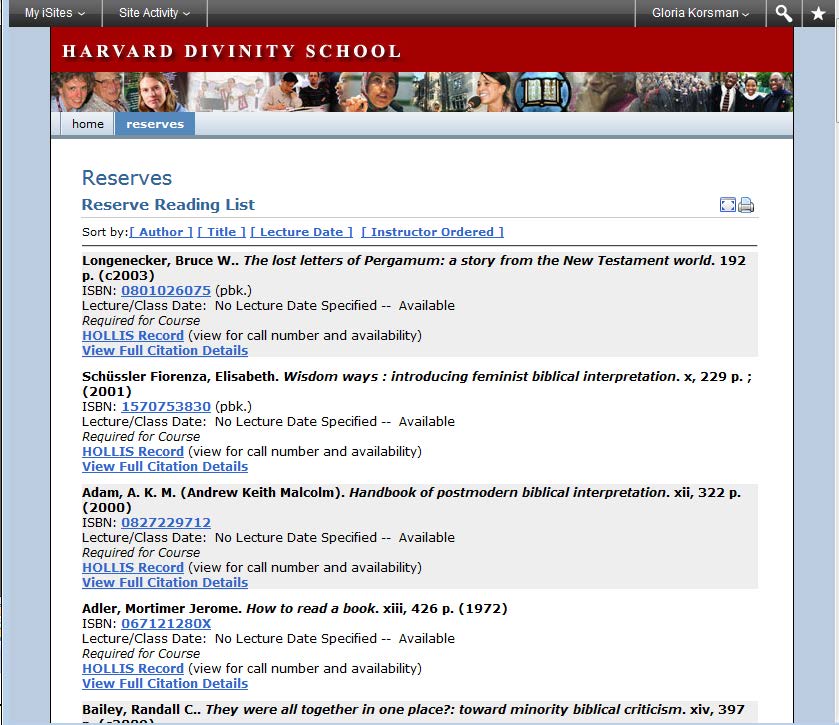 My iSites Site Activity Gloria Korsman
HARVARD DIVINITY SCHOOL
home reserves
Reserves
Reserve Reading List
Sort by:[ Author ] [ Title ] [ Lecture Date ] [ Instructor Ordered ]
Longenecker, Bruce W.. The lost letters of Pergamum: a story from the New Testament world. 192
p. (c2003)
ISBN: 0801026075 (pbk.)
Lecture/Class Date: No Lecture Date Specified -- Available
Required for Course
HOLLIS Record (view for call number and availability)
View Full Citation Details
Schüssler Fiorenza, Elisabeth. Wisdom ways : introducing feminist biblical interpretation. x, 229 p. ;
(2001)
ISBN: 1570753830 (pbk.)
Lecture/Class Date: No Lecture Date Specified -- Available
Required for Course
HOLLIS Record (view for call number and availability)
View Full Citation Details
Adam, A. K. M. (Andrew Keith Malcolm). Handbook of postmodern biblical interpretation. xii, 322 p.
(2000)
ISBN: 0827229712
Lecture/Class Date: No Lecture Date Specified -- Available
Required for Course
HOLLIS Record (view for call number and availability)
View Full Citation Details
Adler, Mortimer Jerome. How to read a book. xiii, 426 p. (1972)
ISBN: 067121280X
Lecture/Class Date: No Lecture Date Specified -- Available
Required for Course
HOLLIS Record (view for call number and availability)
View Full Citation Details
Bailey, Randall C.. They were all together in one place?: toward minority biblical criticism. xiv, 397